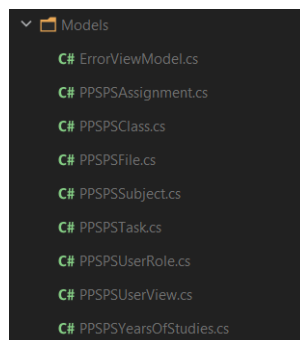 Models
C# ErrorViewModel.cs
C# PPSPSAssignment.cs
C# PPSPSClass.cs
C# PPSPSFile.cs
C# PPSPSSubject.cs
C# PPSPSTask.cs
C# PPSPSUserRole.cs
C# PPSPSUserView.cs
C# PPSPSYearsOfStudies.cs